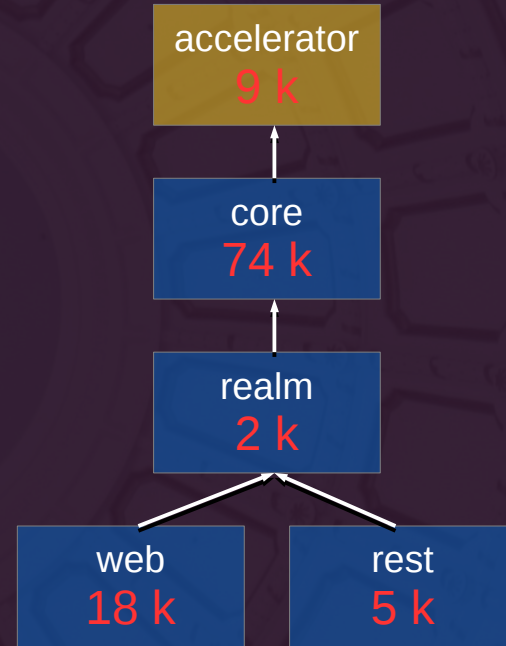 accelerator
9 k
core
74 k
realm
2 k
web
18 k
rest
5 k